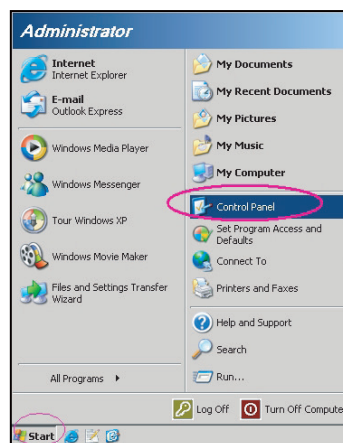 Administrator
Internet
Internet Explorer
E-mail
Outlook Express
Windows Media Player
Windows Messenger
Tour Windows XP
Windows Movie Maker
Files and Settings Transfer
Wizard
All Programs
My Documents
My Recent Documents
My Pictures
My Music
My Computer
Control Panel
Set Program Access and
Defaults
Connect To
Printers and Faxes
Help and Support
Search
Run...
Log Off
Turn Off Compute
Start